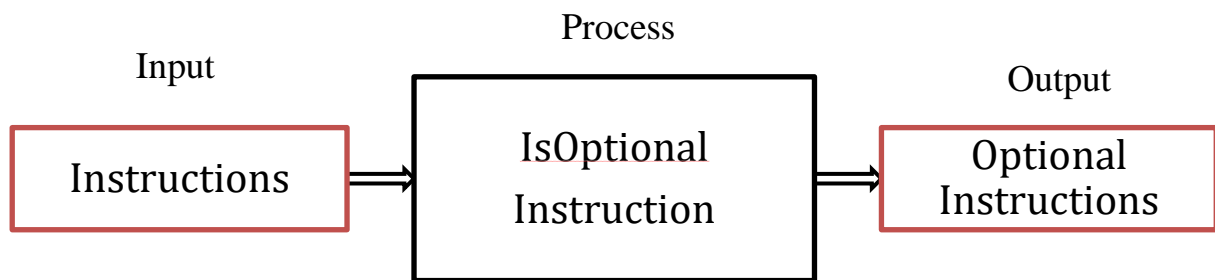 Process
Input
Output
Instructions
IsOptional
Instruction
Optional
Instructions